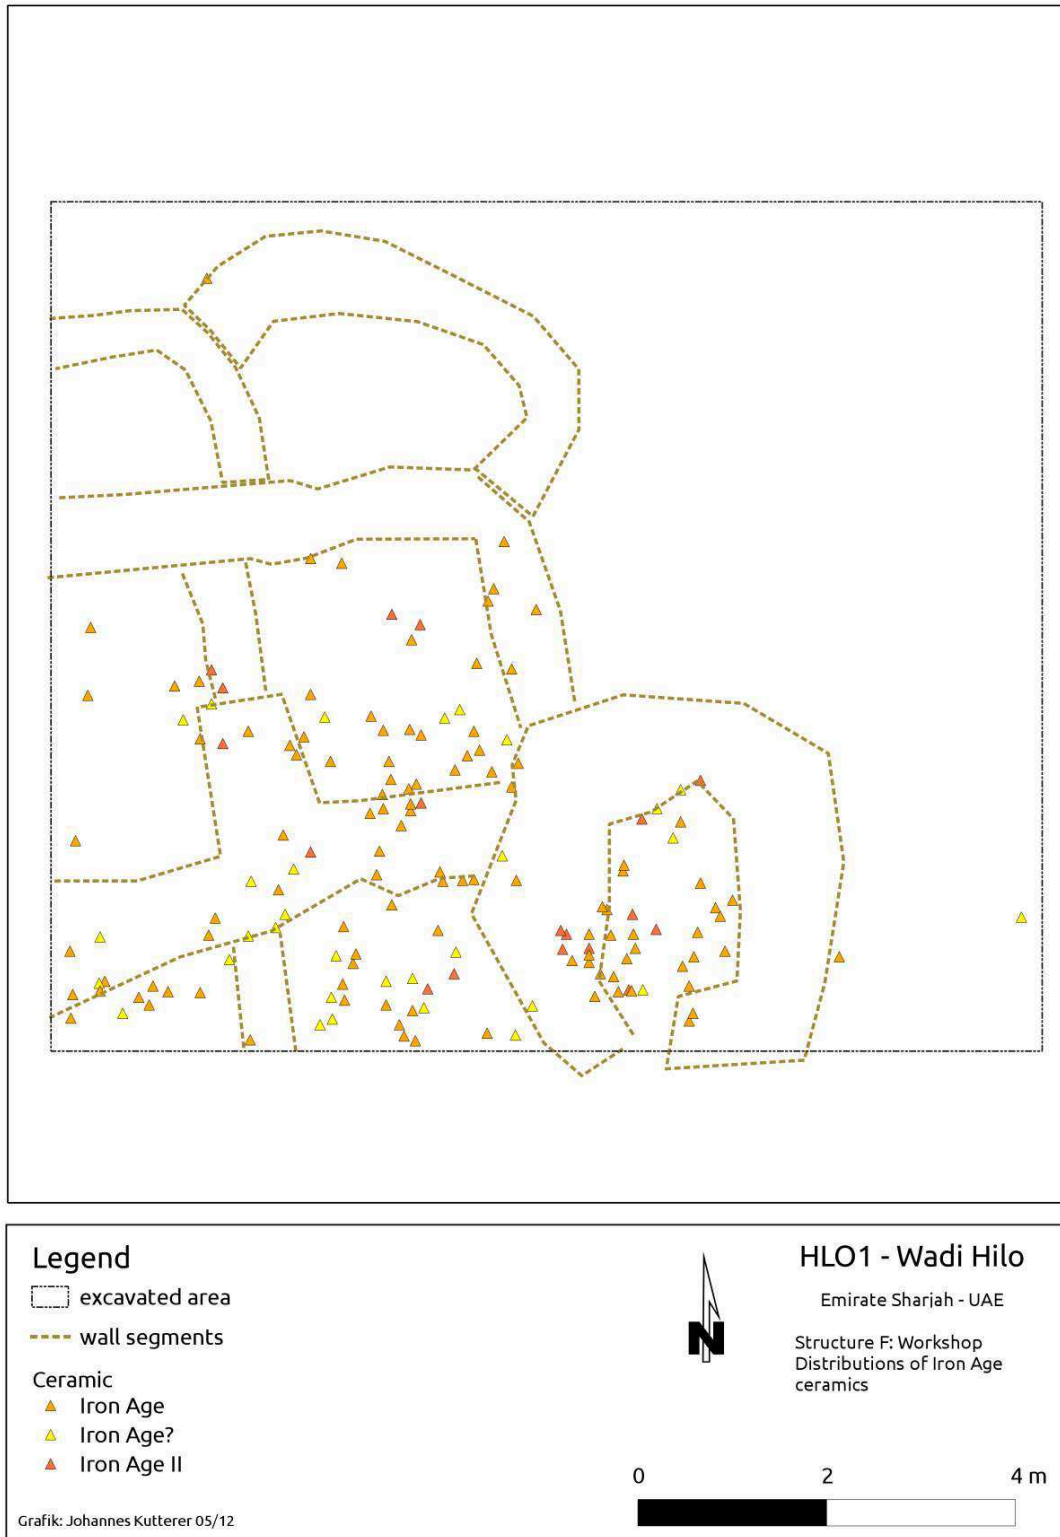 Legend
excavated area
wall segments
Ceramic
Iron Age
Iron Age?
Iron Age II
Grafik: Johannes Kutterer 05/12
N
HLO1 - Wadi Hilo
Emirate Sharjah - UAE
Structure F: Workshop
Distributions of Iron Age
ceramics
0 2 4 m